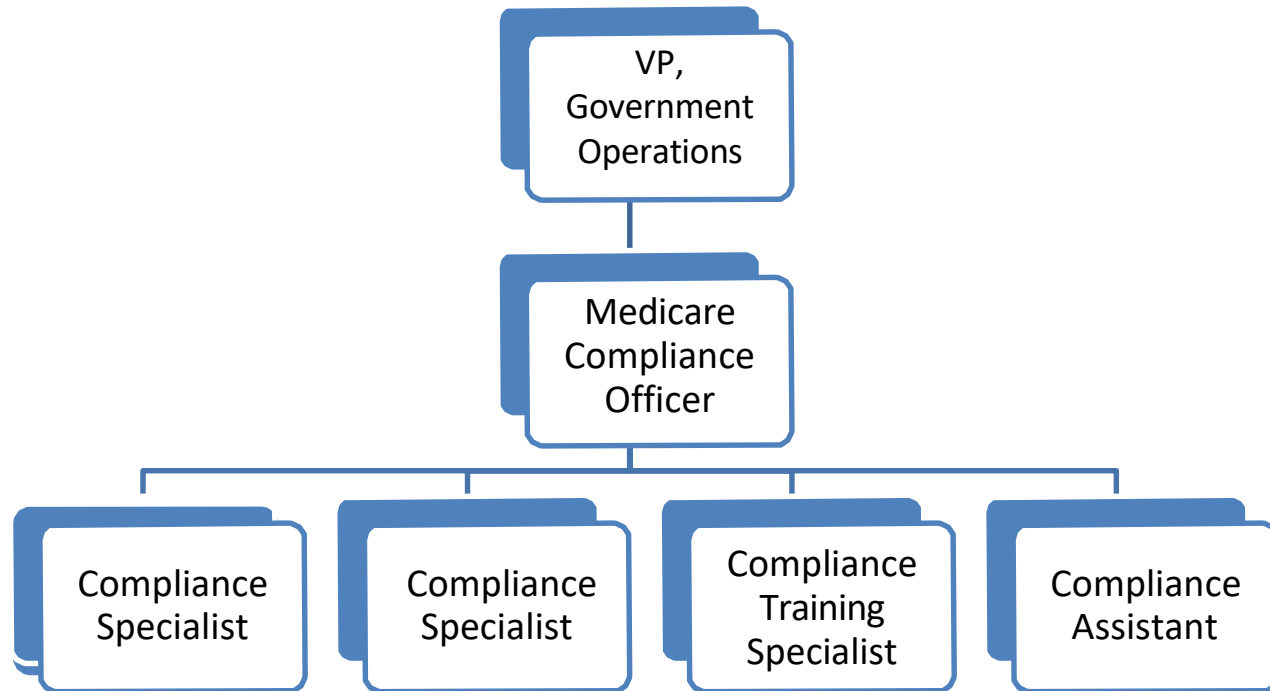 VP,
Government
Operations
Medicare
Compliance
Officer
Compliance
Specialist
Compliance
Specialist
Compliance
Training
Specialist
Compliance
Assistant